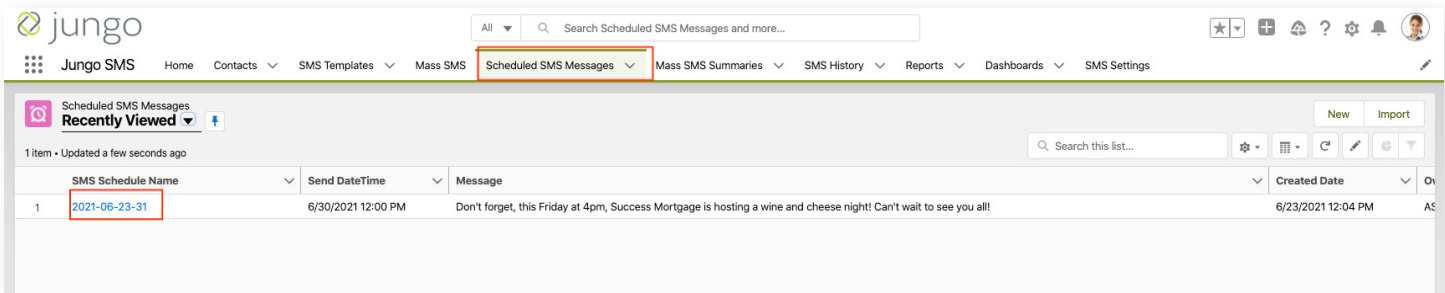 jungo
All Search Scheduled SMS Messages and more...
Jungo SMS Home Contacts SMS Templates Mass SMS Scheduled SMS Messages Mass SMS Summaries SMS History Reports Dashboards SMS Settings
Scheduled SMS Messages
Recently Viewed
New Import
1 item • Updated a few seconds ago
Search this list...
SMS Schedule Name Send DateTime Message Created Date
1 2021-06-23-31 6/30/2021 12:00 PM Don't forget, this Friday at 4pm, Success Mortgage is hosting a wine and cheese night! Can't wait to see you all! 6/23/2021 12:04 PM